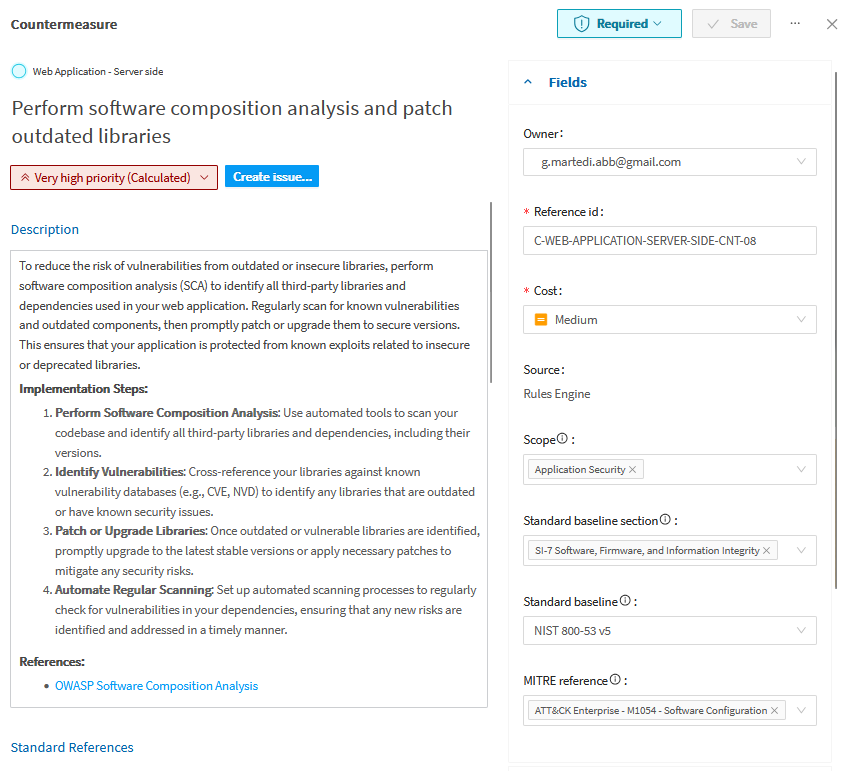 Countermeasure
Required
Save
...
Web Application - Server side
Perform software composition analysis and patch
outdated libraries
Very high priority (Calculated)
Create issue...
Description
To reduce the risk of vulnerabilities from outdated or insecure libraries, perform
software composition analysis (SCA) to identify all third-party libraries and
dependencies used in your web application. Regularly scan for known vulnerabilities
and outdated components, then promptly patch or upgrade them to secure versions.
This ensures that your application is protected from known exploits related to insecure
or deprecated libraries.
Implementation Steps:
1. Perform Software Composition Analysis: Use automated tools to scan your
codebase and identify all third-party libraries and dependencies, including their
versions.
2. Identify Vulnerabilities: Cross-reference your libraries against known
vulnerability databases (e.g., CVE, NVD) to identify any libraries that are outdated
or have known security issues.
3. Patch or Upgrade Libraries: Once outdated or vulnerable libraries are identified,
promptly upgrade to the latest stable versions or apply necessary patches to
mitigate any security risks.
4. Automate Regular Scanning: Set up automated scanning processes to regularly
check for vulnerabilities in your dependencies, ensuring that any new risks are
identified and addressed in a timely manner.
References:
• OWASP Software Composition Analysis
Standard References
Fields
Owner:
g.martedi.abb@gmail.com
* Reference id:
C-WEB-APPLICATION-SERVER-SIDE-CNT-08
* Cost:
Medium
Source:
Rules Engine
Scope:
Application Security
Standard baseline section:
SI-7 Software, Firmware, and Information Integrity
Standard baseline:
NIST 800-53 v5
MITRE reference:
ATT&CK Enterprise - M1054 - Software Configuration